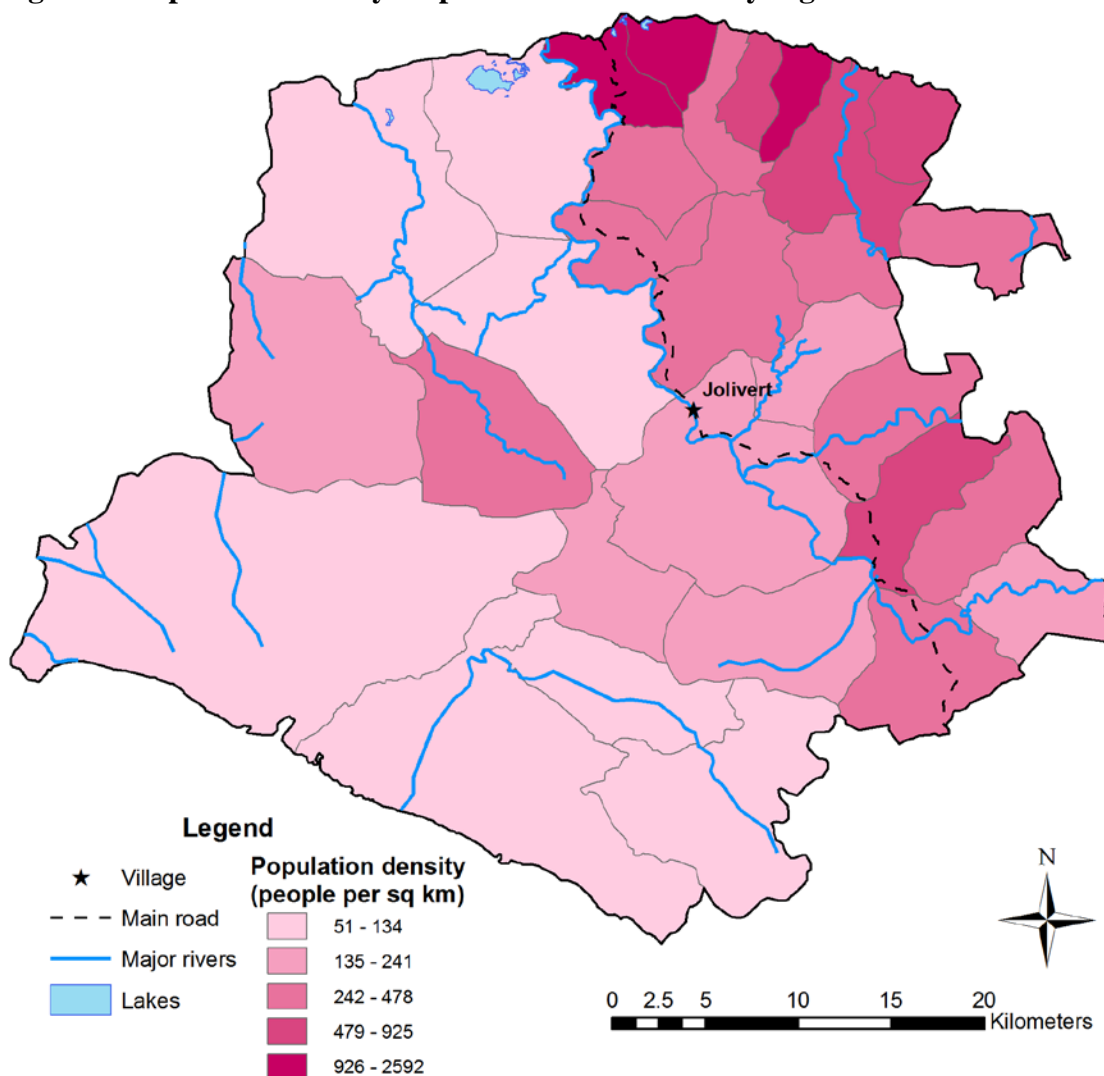 Jolivert
Legend
Village
Main road
Major rivers
Lakes
Population density
(people per sq km)
51 - 134
135 - 241
242 - 478
479 - 925
926 - 2592
N
0 2.5 5 10 15 20
Kilometers